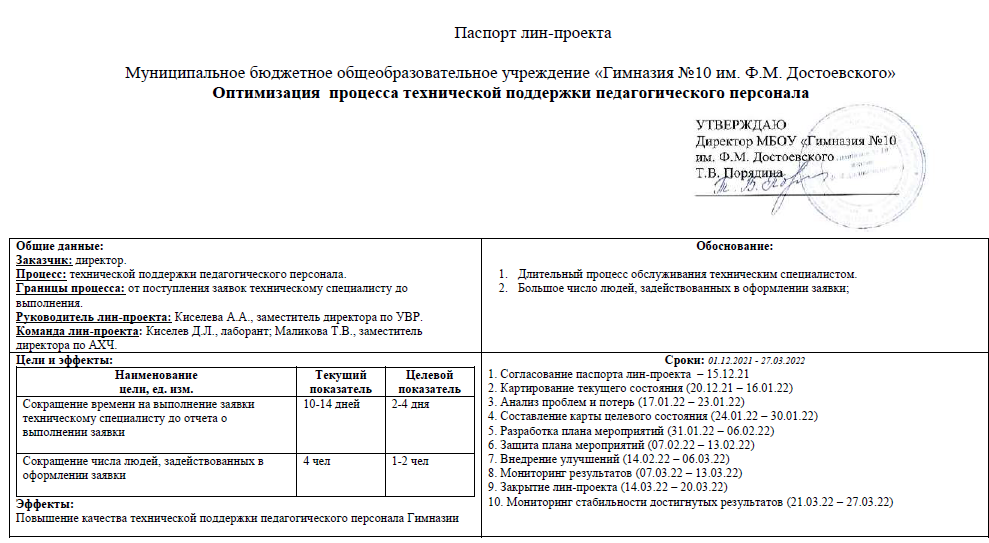 Паспорт лин-проекта
Муниципальное бюджетное общеобразовательное учреждение «Гимназия №10 им. Ф.М. Достоевского»
Оптимизация процесса технической поддержки педагогического персонала
УТВЕРЖДАЮ
Директор МБОУ «Гимназия №10
им. Ф.М. Достоевского
Т.В. Порядина
Общие данные:
Заказчик: директор.
Процесс: технической поддержки педагогического персонала.
Границы процесса: от поступления заявок техническому специалисту до
выполнения.
Руководитель лин-проекта: Киселева А.А., заместитель директора по УВР.
Команда лин-проекта: Киселев Д.Л., лаборант; Маликова Т.В., заместитель
директора по АХЧ.
Обоснование:
1. Длительный процесс обслуживания техническим специалистом.
2. Большое число людей, задействованных в оформлении заявки;
Цели и эффекты:
Наименование
цели, ед. изм.
Текущий
показатель
Целевой
показатель
Сокращение времени на выполнение заявки
техническому специалисту до отчета о
выполнении заявки
10-14 дней
2-4 дня
Сокращение числа людей, задействованных в
оформлении заявки
4 чел
1-2 чел
Эффекты:
Повышение качества технической поддержки педагогического персонала Гимназии
Сроки: 01.12.2021 - 27.03.2022
1. Согласование паспорта лин-проекта – 15.12.21
2. Картирование текущего состояния (20.12.21 – 16.01.22)
3. Анализ проблем и потерь (17.01.22 – 23.01.22)
4. Составление карты целевого состояния (24.01.22 – 30.01.22)
5. Разработка плана мероприятий (31.01.22 – 06.02.22)
6. Защита плана мероприятий (07.02.22 – 13.02.22)
7. Внедрение улучшений (14.02.22 – 06.03.22)
8. Мониторинг результатов (07.03.22 – 13.03.22)
9. Закрытие лин-проекта (14.03.22 – 20.03.22)
10. Мониторинг стабильности достигнутых результатов (21.03.22 – 27.03.22)